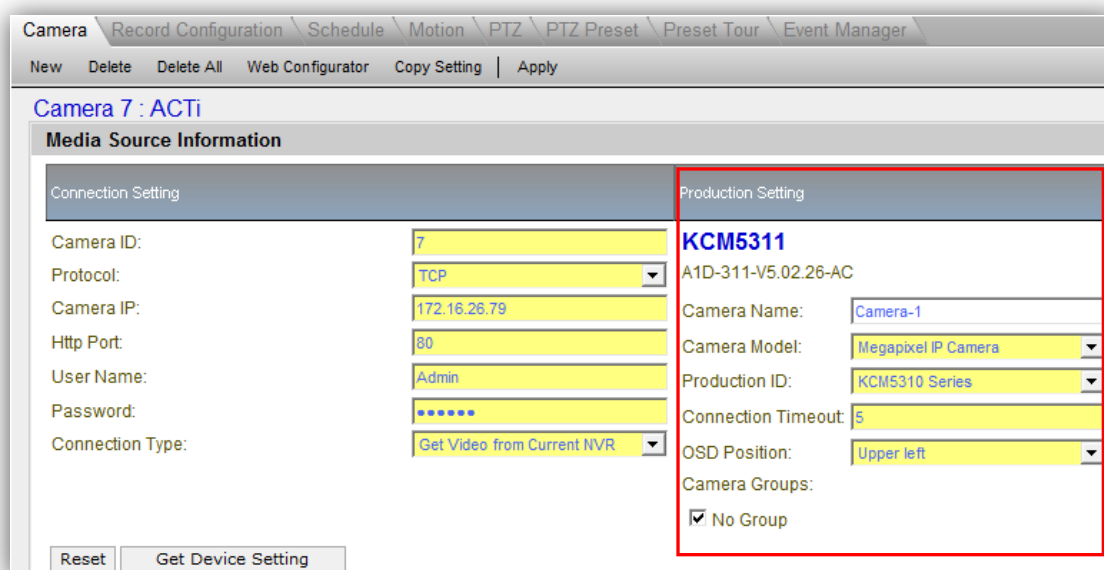 Camera Record Configuration Schedule Motion PTZ PTZ Preset Preset Tour Event Manager
New Delete Delete All Web Configurator Copy Setting | Apply
Camera 7 : ACTi
Media Source Information
Connection Setting
Camera ID: 7
Protocol: TCP
Camera IP: 172.16.26.79
Http Port: 80
User Name: Admin
Password: ●●●●●●
Connection Type: Get Video from Current NVR
Reset Get Device Setting
Production Setting
KCM5311
A1D-311-V5.02.26-AC
Camera Name: Camera-1
Camera Model: Megapixel IP Camera
Production ID: KCM5310 Series
Connection Timeout: 5
OSD Position: Upper left
Camera Groups:
No Group